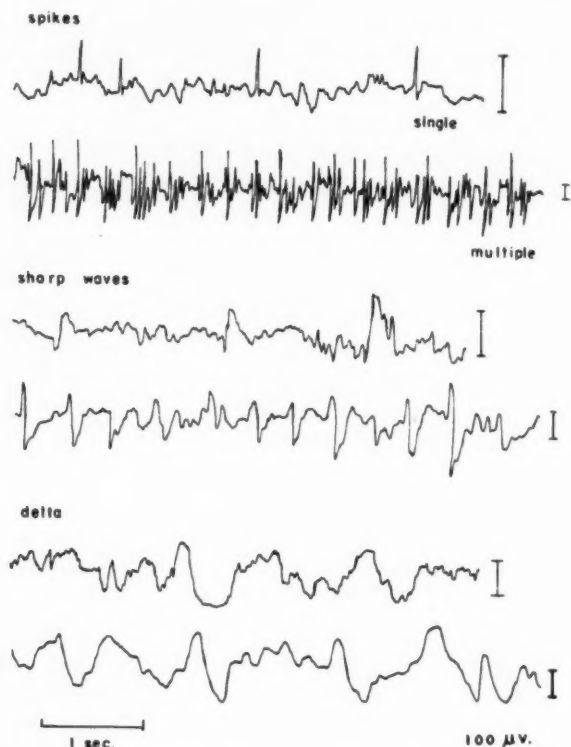 spikes
single
multiple
sharp waves
delta
1 sec.
100 μv.